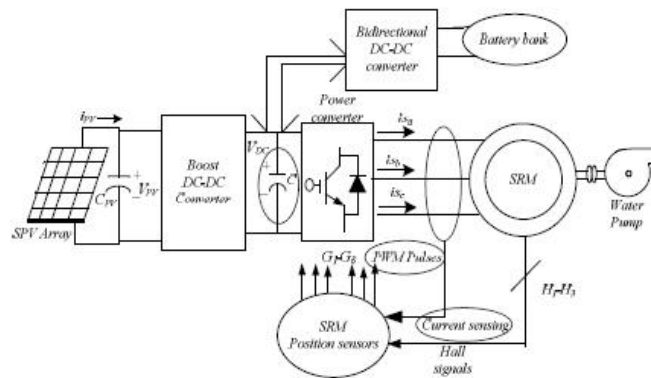 Bidirectional
DC-DC
converter
Battery bank
Power
converter
iPV
VDC
isa
isb
isc
Boost
DC-DC
Converter
+
CPV
VPV
-
+
C
SRM
Water
Pump
SPV Array
G1-G6
PWM Pulses
H1-H3
SRM
Position sensors
Current sensing
Hall
signals